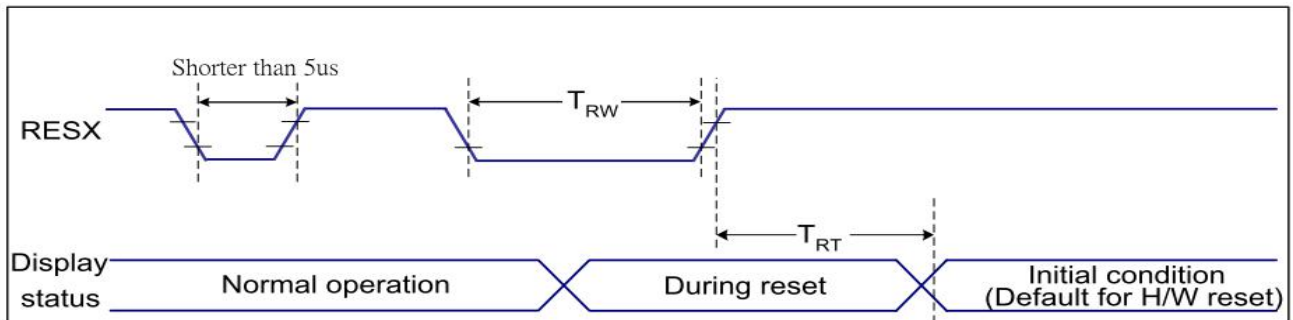 Shorter than 5us
T_RW
RESX
T_RT
Display
status
Normal operation
During reset
Initial condition
(Default for H/W reset)